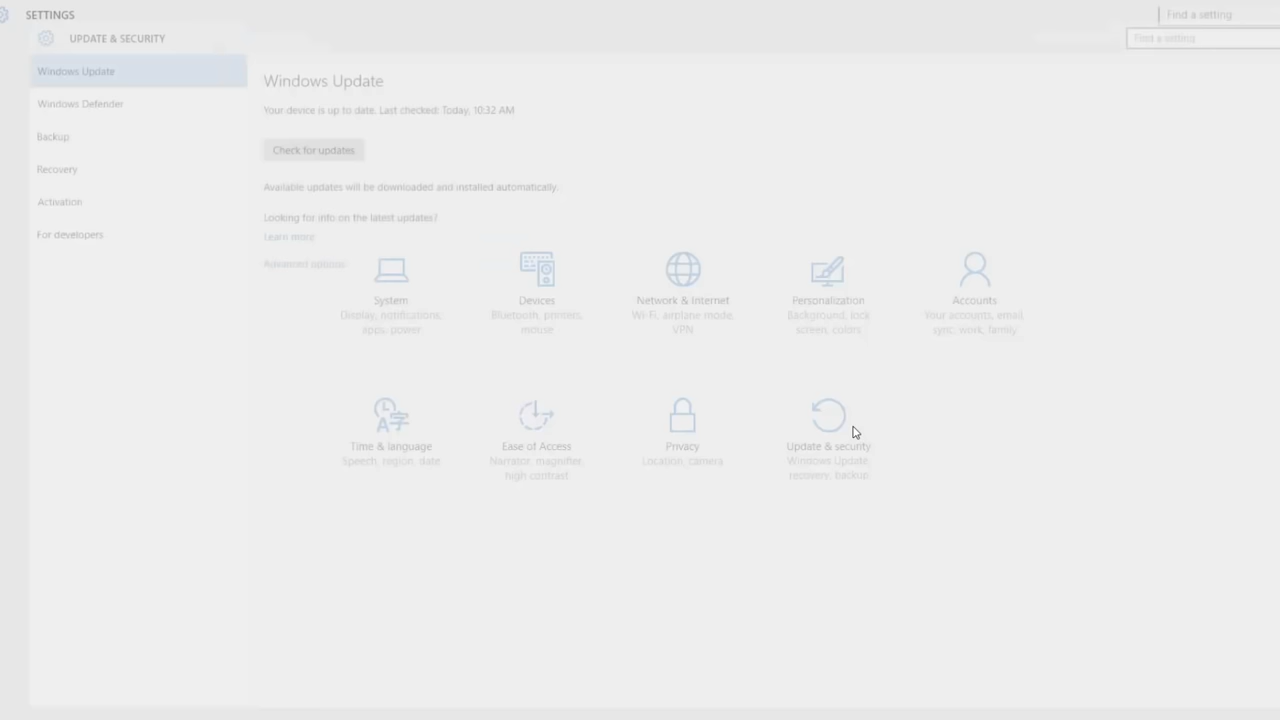 SETTINGS
Find a setting
UPDATE & SECURITY
Find a setting
Windows Update
Windows Defender
Backup
Recovery
Activation
For developers
Windows Update
Your device is up to date. Last checked: Today, 10:32 AM
Check for updates
Available updates will be downloaded and installed automatically.
Looking for info on the latest updates?
Learn more
Advanced options
System
Display, notifications,
apps, power
Devices
Bluetooth, printers,
mouse
Network & Internet
Wi-Fi, airplane mode,
VPN
Personalization
Background, lock
screen, colors
Accounts
Your accounts, email,
sync, work, family
Time & language
Speech, region, date
Ease of Access
Narrator, magnifier,
high contrast
Privacy
Location, camera
Update & security
Windows Update,
recovery, backup